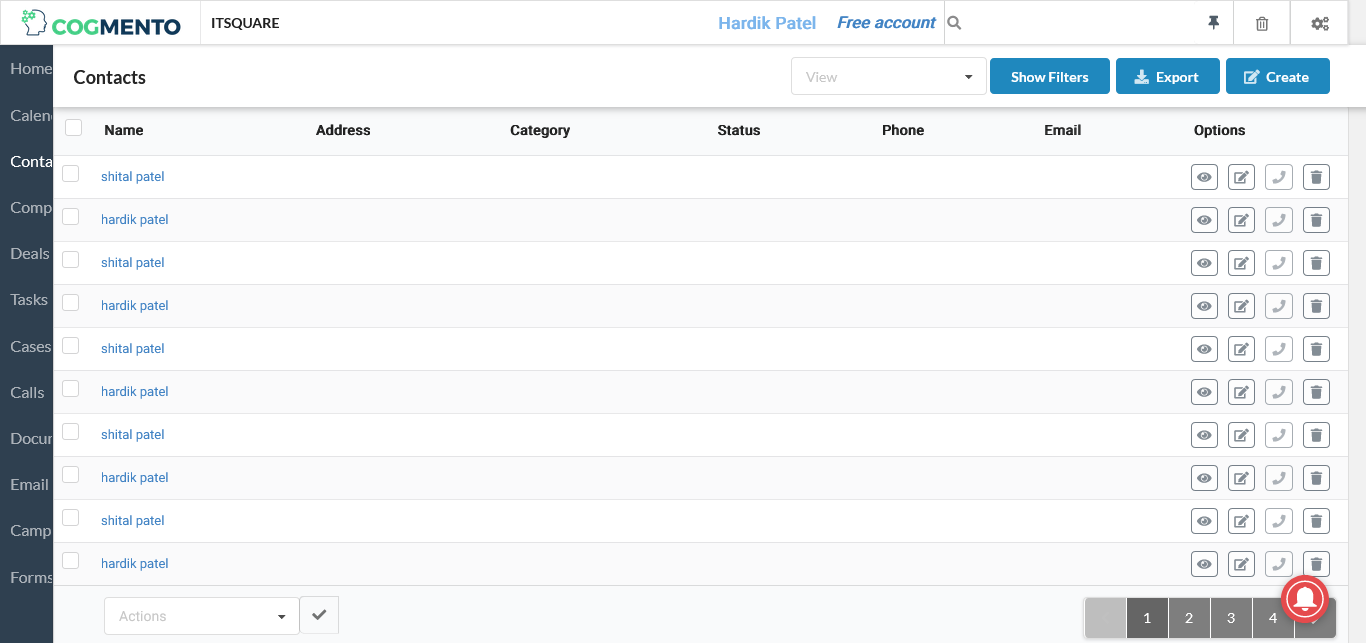 COGMENTO ITSQUARE Hardik Patel Free account
Contacts View Show Filters Export Create
Home
Calen
Conta
Comp
Deals
Tasks
Cases
Calls
Docur
Email
Camp
Forms
Name Address Category Status Phone Email Options
shital patel
hardik patel
shital patel
hardik patel
shital patel
hardik patel
shital patel
hardik patel
shital patel
hardik patel
Actions 1 2 3 4